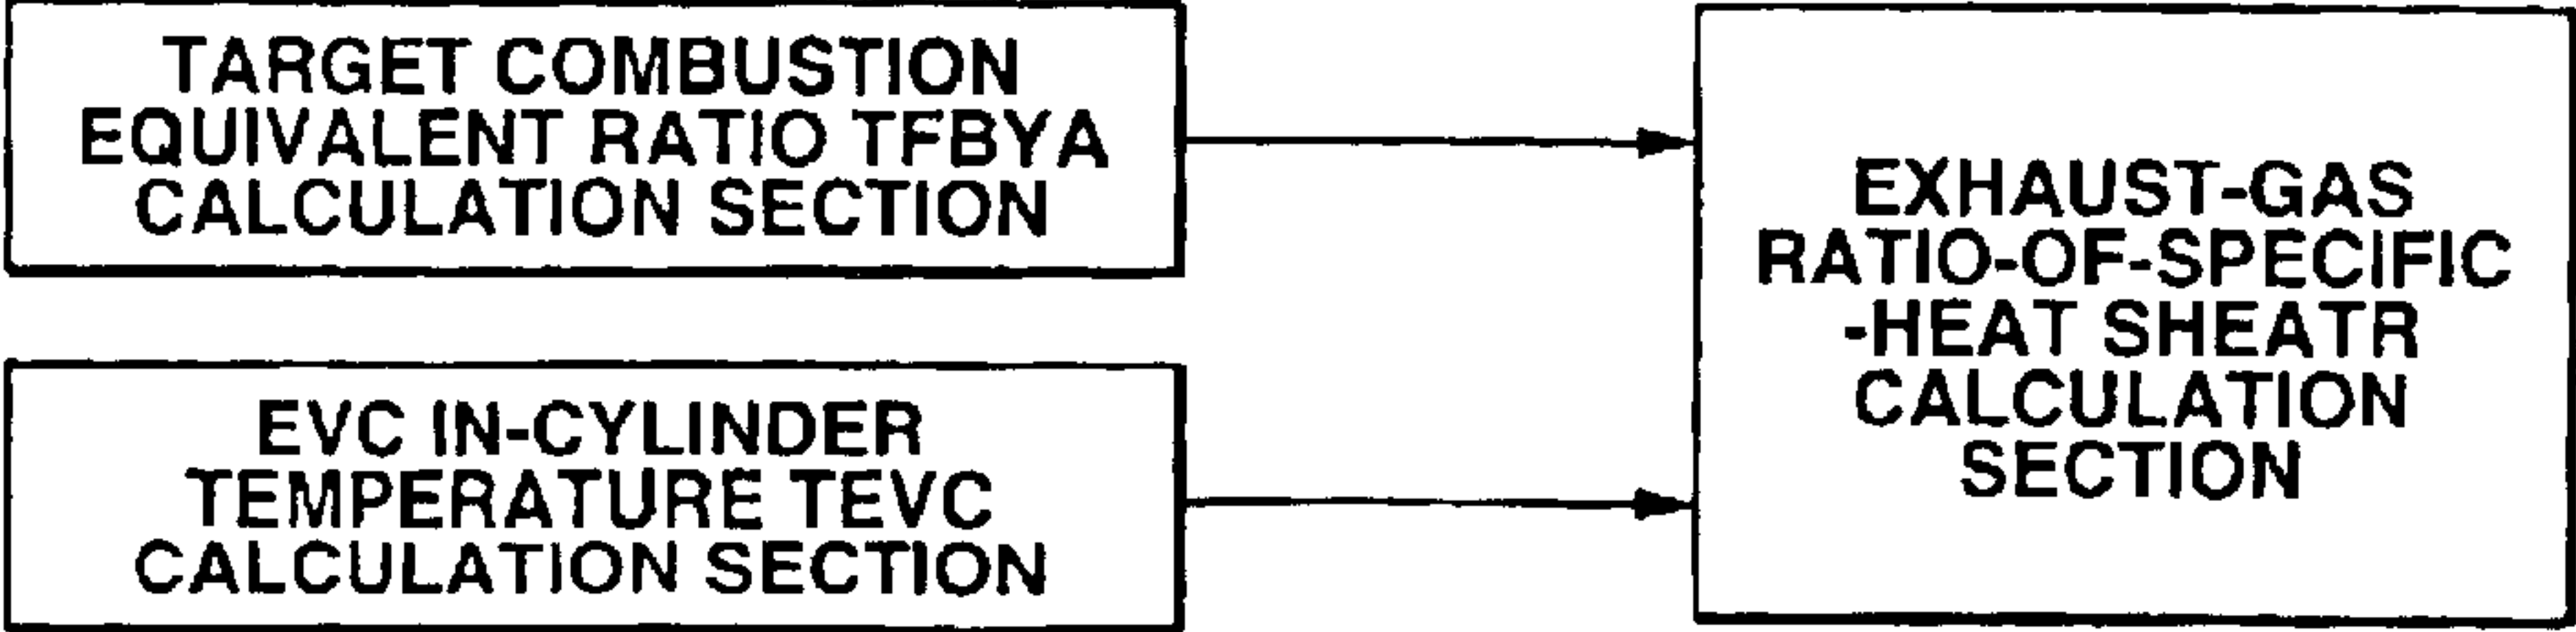 TARGET COMBUSTION
EQUIVALENT RATIO TFBYA
CALCULATION SECTION
EVC IN-CYLINDER
TEMPERATURE TEVC
CALCULATION SECTION
EXHAUST-GAS
RATIO-OF-SPECIFIC
-HEAT SHEATR
CALCULATION
SECTION